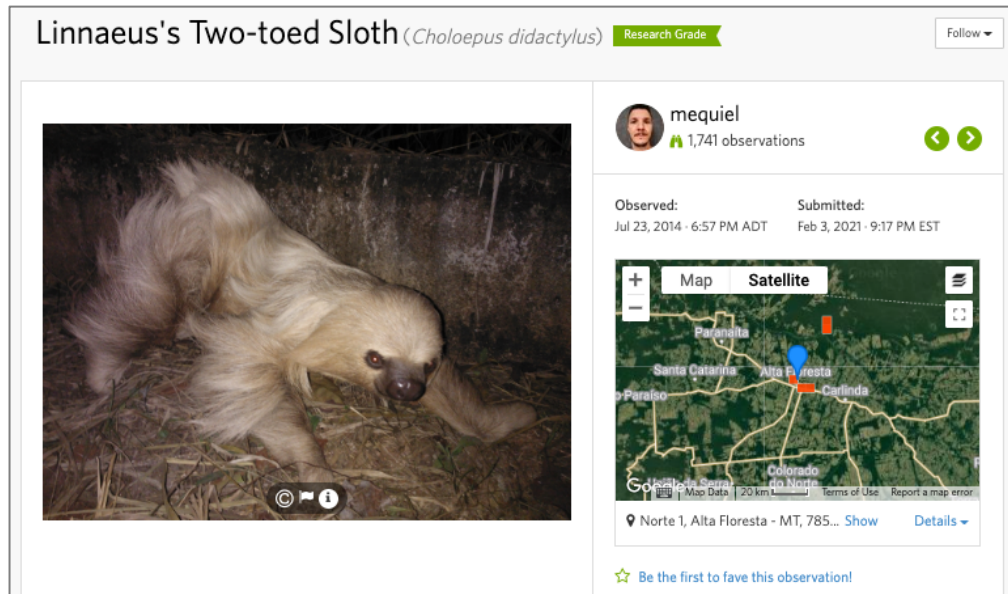 Linnaeus's Two-toed Sloth (Choloepus didactylus) Research Grade
Follow
mequiel
1,741 observations
Observed:
Submitted:
Jul 23, 2014 · 6:57 PM ADT
Feb 3, 2021 · 9:17 PM EST
Map
Satellite
Paranaíta
Santa Catarina
Alta Floresta
Paraíso
Carlinda
Colorado
do Norte
Serra
Google
Map Data
20 km
Terms of Use
Report a map error
Norte 1, Alta Floresta - MT, 785... Show
Details
Be the first to fave this observation!